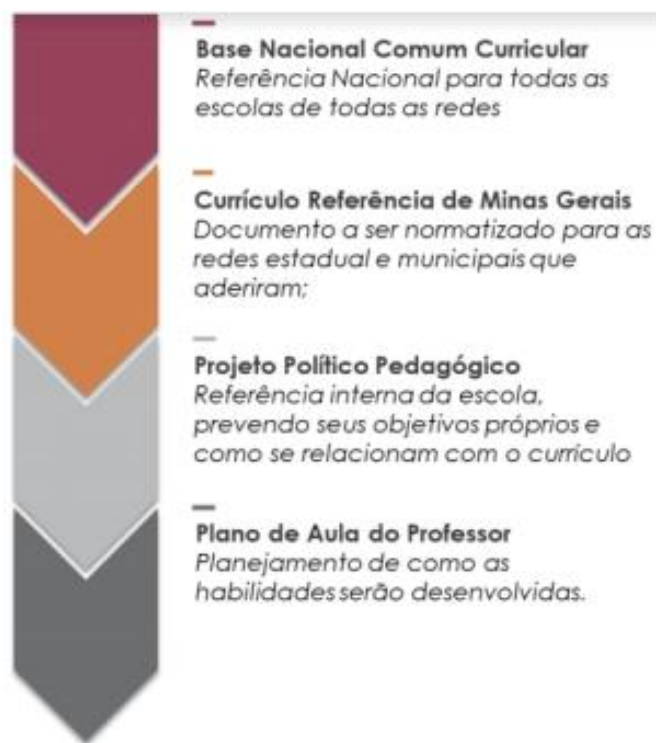 Base Nacional Comum Curricular
Referência Nacional para todas as
escolas de todas as redes
Currículo Referência de Minas Gerais
Documento a ser normatizado para as
redes estadual e municipais que
aderiram;
Projeto Político Pedagógico
Referência interna da escola,
prevendo seus objetivos próprios e
como se relacionam com o currículo
Plano de Aula do Professor
Planejamento de como as
habilidades serão desenvolvidas.